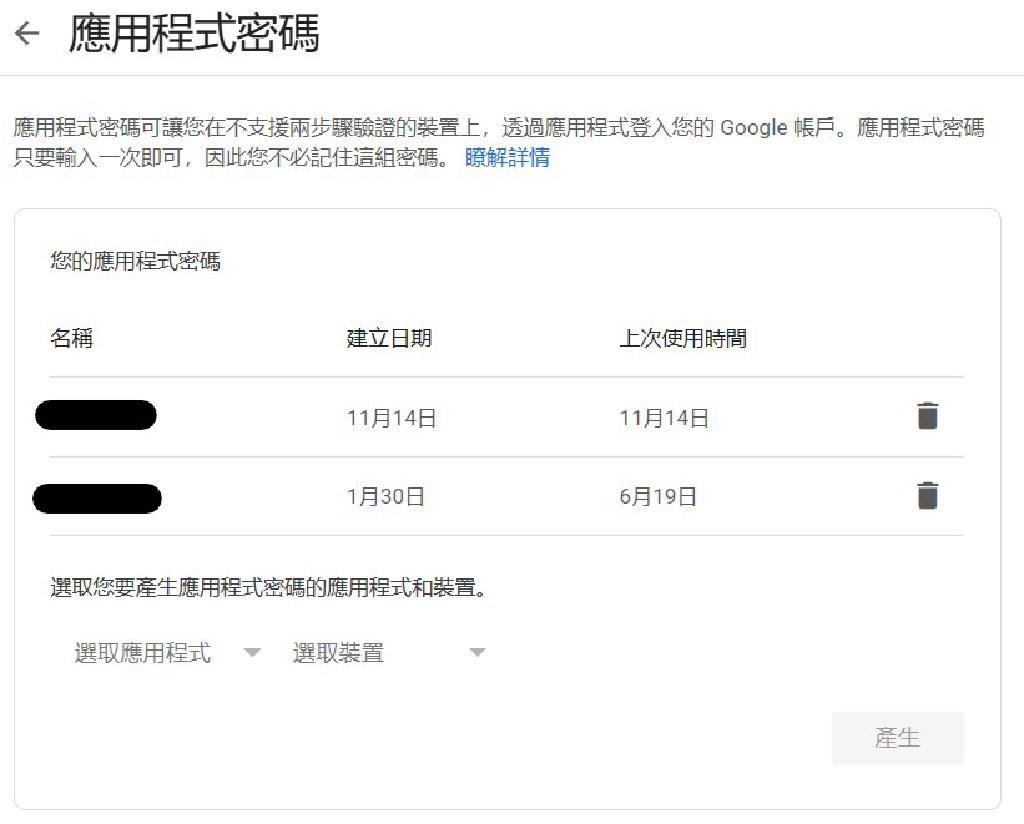 應用程式密碼
應用程式密碼可讓您在不支援兩步驟驗證的裝置上，透過應用程式登入您的 Google 帳戶。應用程式密碼
只要輸入一次即可，因此您不必記住這組密碼。 瞭解詳情
您的應用程式密碼
名稱 建立日期 上次使用時間
11月14日 11月14日
1月30日 6月19日
選取您要產生應用程式密碼的應用程式和裝置。
選取應用程式 選取裝置
產生